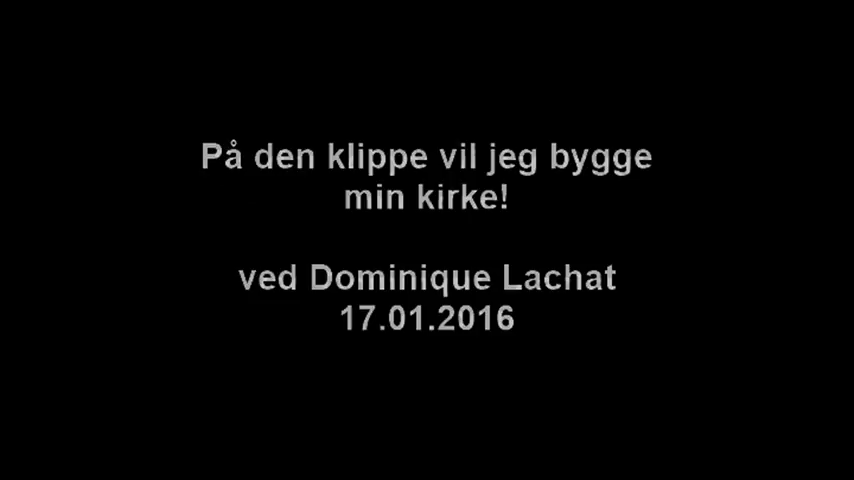 På den klippe vil jeg bygge
min kirke!
ved Dominique Lachat
17.01.2016